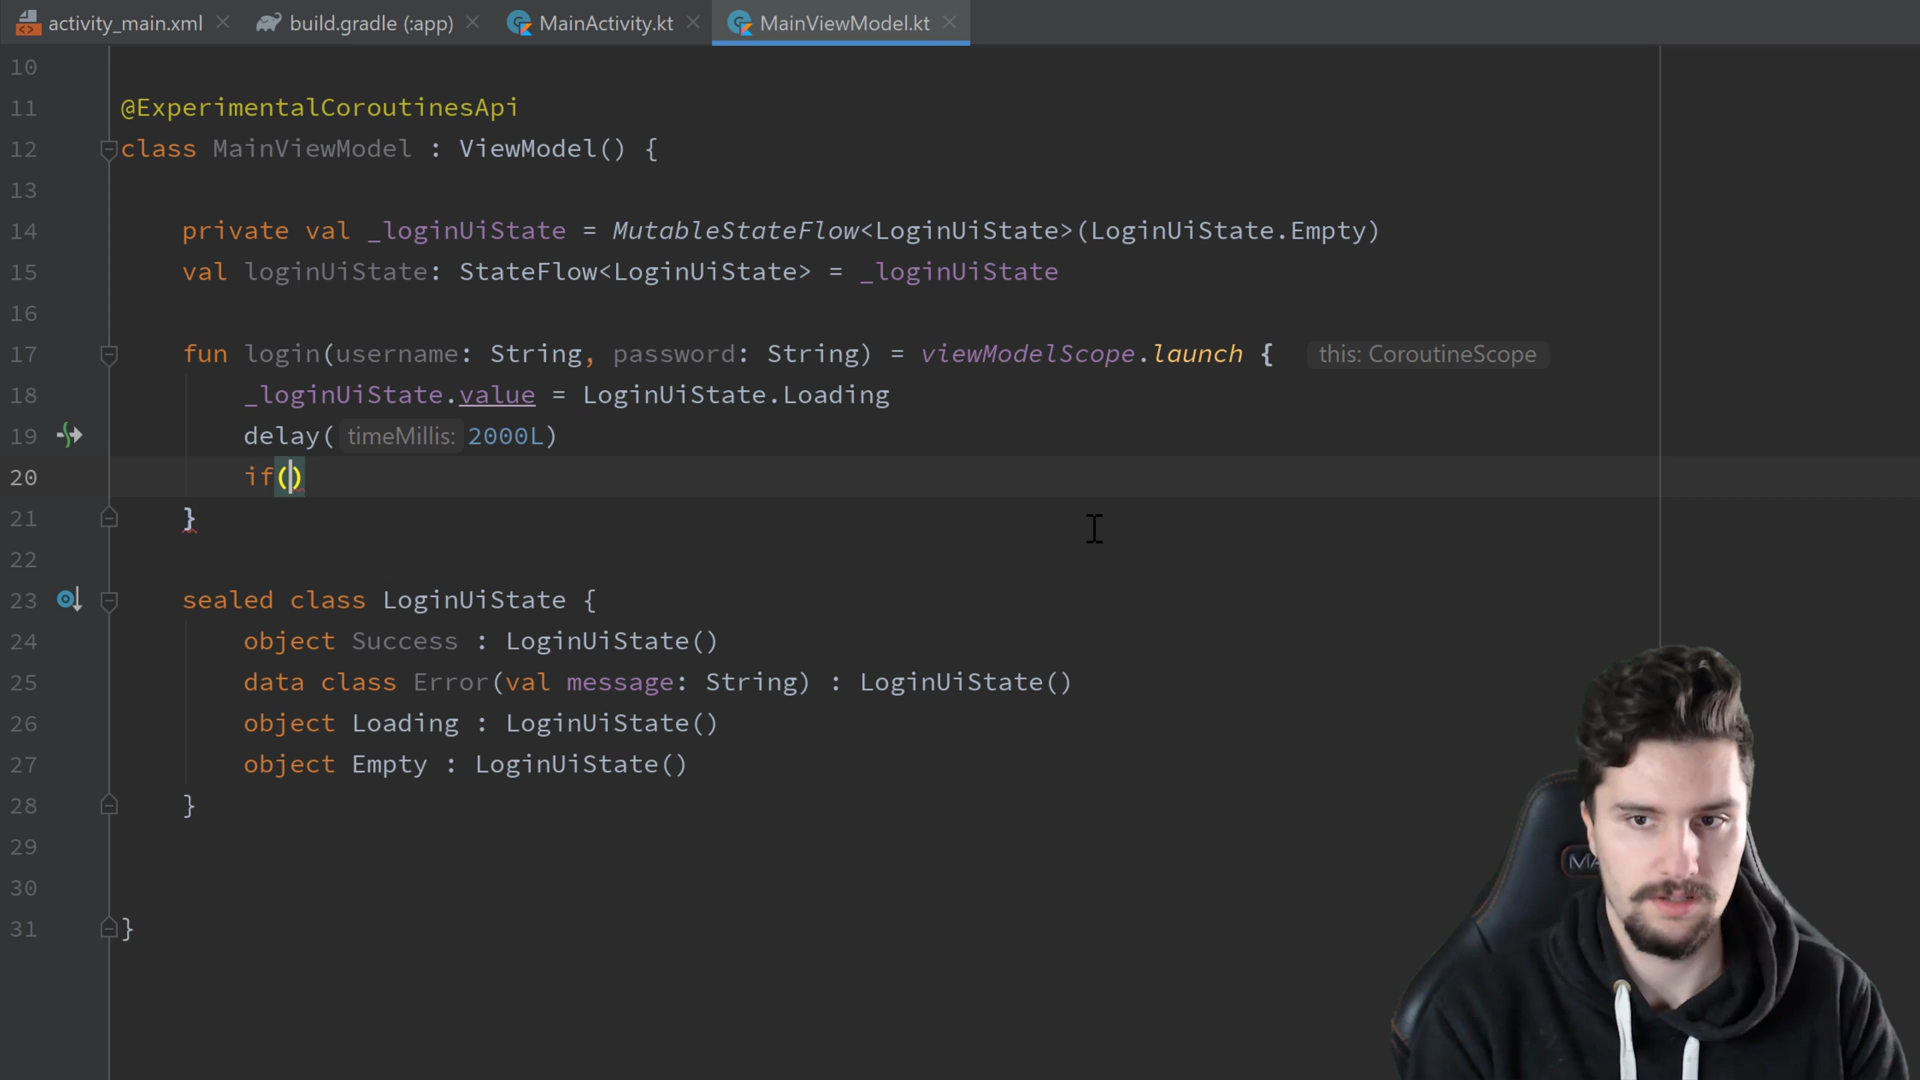 activity_main.xml build.gradle (:app) MainActivity.kt MainViewModel.kt
10
11 @ExperimentalCoroutinesApi
12 class MainViewModel : ViewModel() {
13
14 private val _loginUiState = MutableStateFlow<LoginUiState>(LoginUiState.Empty)
15 val loginUiState: StateFlow<LoginUiState> = _loginUiState
16
17 fun login(username: String, password: String) = viewModelScope.launch { this: CoroutineScope
18 _loginUiState.value = LoginUiState.Loading
19 delay( timeMillis: 2000L)
20 if()
21 }
22
23 sealed class LoginUiState {
24 object Success : LoginUiState()
25 data class Error(val message: String) : LoginUiState()
26 object Loading : LoginUiState()
27 object Empty : LoginUiState()
28 }
29
30
31 }